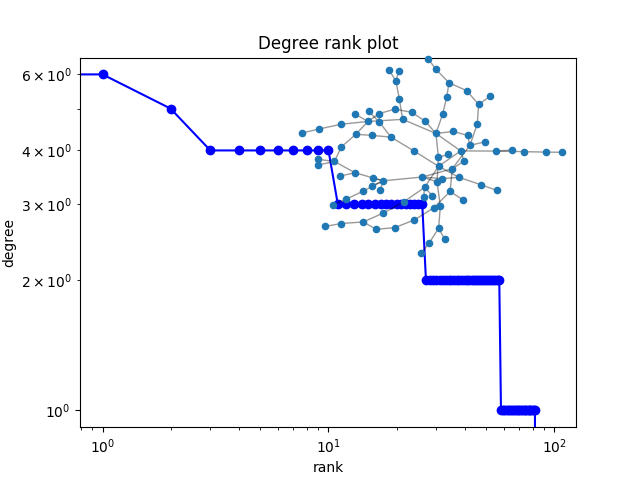 Degree rank plot
degree
6 × 10⁰
4 × 10⁰
3 × 10⁰
2 × 10⁰
10⁰
10⁰ 10¹ 10²
rank